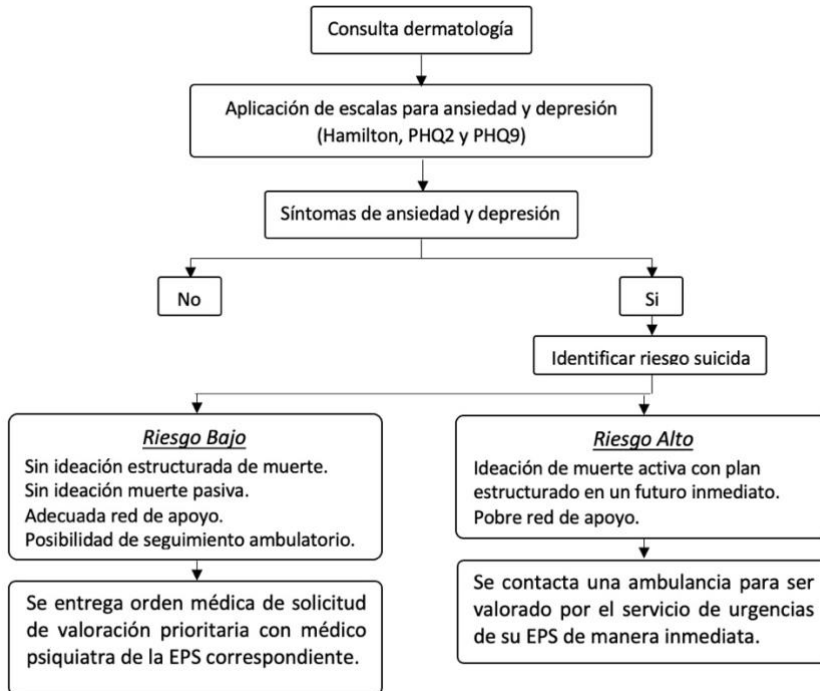 Consulta dermatología
Aplicación de escalas para ansiedad y depresión
(Hamilton, PHQ2 y PHQ9)
Síntomas de ansiedad y depresión
No
Si
Identificar riesgo suicida
Riesgo Bajo
Sin ideación estructurada de muerte.
Sin ideación muerte pasiva.
Adecuada red de apoyo.
Posibilidad de seguimiento ambulatorio.
Riesgo Alto
Ideación de muerte activa con plan
estructurado en un futuro inmediato.
Pobre red de apoyo.
Se entrega orden médica de solicitud
de valoración prioritaria con médico
psiquiatra de la EPS correspondiente.
Se contacta una ambulancia para ser
valorado por el servicio de urgencias
de su EPS de manera inmediata.